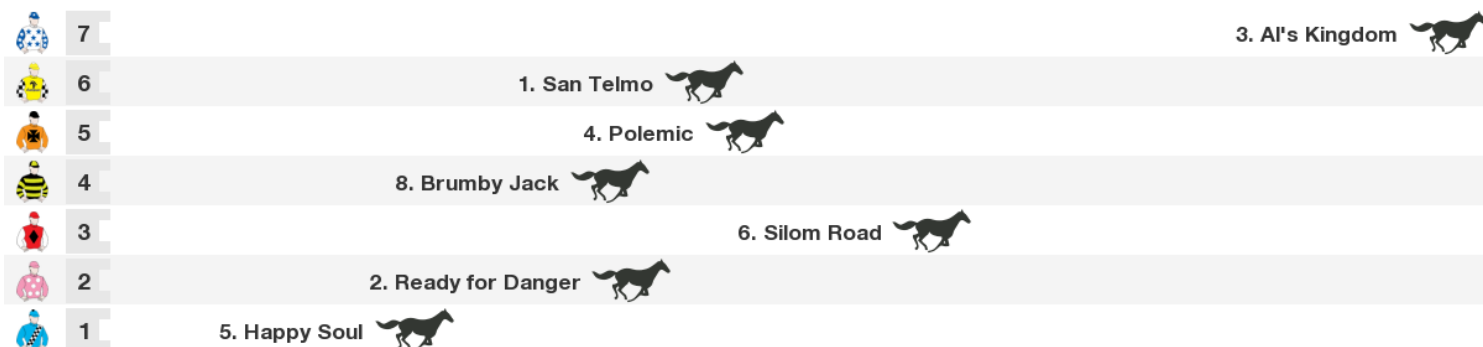 7 3. Al's Kingdom
6 1. San Telmo
5 4. Polemic
4 8. Brumby Jack
3 6. Silom Road
2 2. Ready for Danger
1 5. Happy Soul